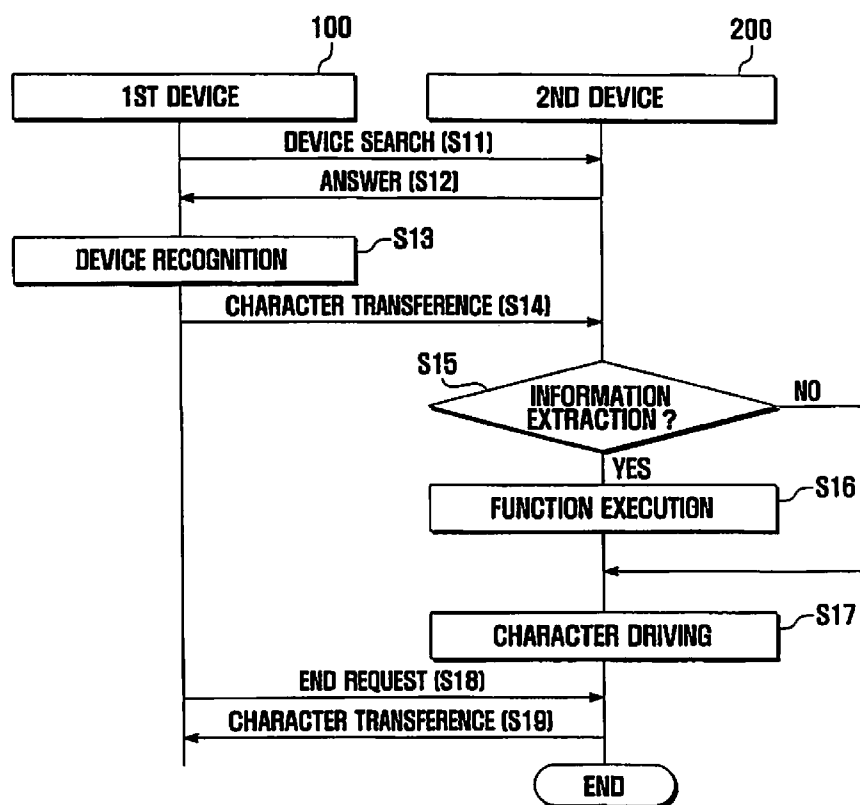 100
200
1ST DEVICE
2ND DEVICE
DEVICE SEARCH (S11)
ANSWER (S12)
S13
DEVICE RECOGNITION
CHARACTER TRANSFERENCE (S14)
S15
INFORMATION
EXTRACTION ?
NO
YES
S16
FUNCTION EXECUTION
S17
CHARACTER DRIVING
END REQUEST (S18)
CHARACTER TRANSFERENCE (S19)
END